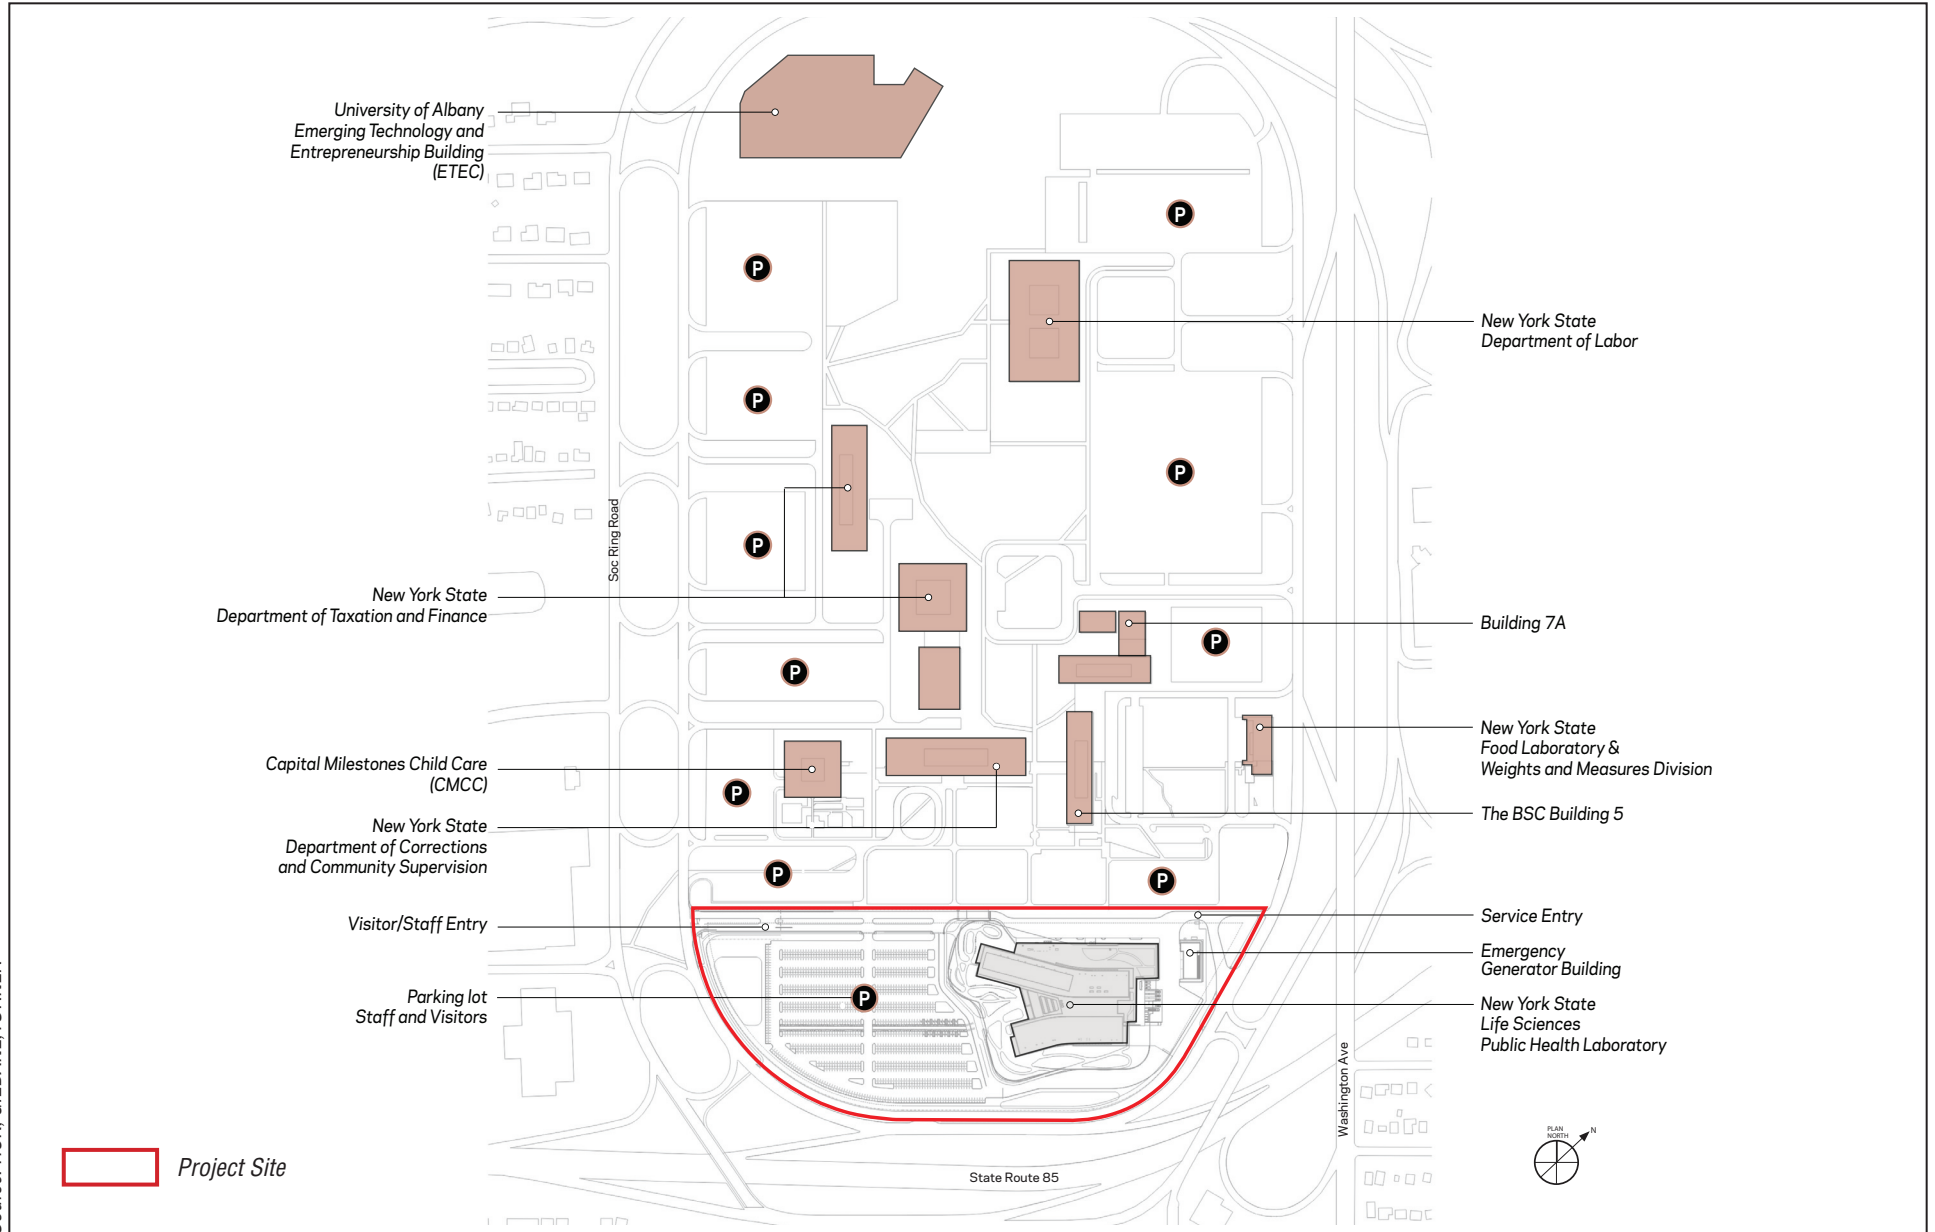 University of Albany
Emerging Technology and
Entrepreneurship Building
(ETEC)
P
P
New York State
Department of Labor
P
P
Soc Ring Road
P
New York State
Department of Taxation and Finance
Building 7A
P
P
New York State
Food Laboratory &
Weights and Measures Division
Capital Milestones Child Care
(CMCC)
P
The BSC Building 5
New York State
Department of Corrections
and Community Supervision
P
P
Visitor/Staff Entry
Service Entry
Emergency
Generator Building
Parking lot
Staff and Visitors
P
New York State
Life Sciences
Public Health Laboratory
Washington Ave
PLAN
NORTH
N
Project Site
State Route 85